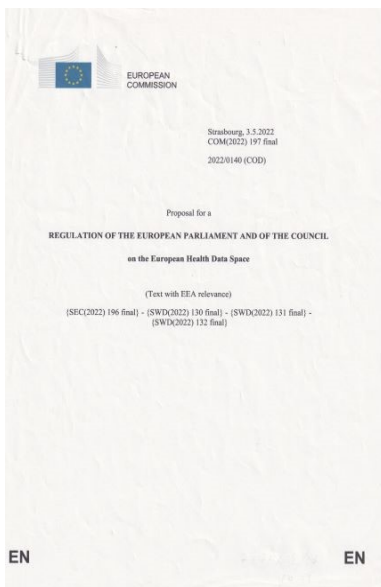 EUROPEAN
COMMISSION
Strasbourg, 3.5.2022
COM(2022) 197 final
2022/0140 (COD)
Proposal for a
REGULATION OF THE EUROPEAN PARLIAMENT AND OF THE COUNCIL
on the European Health Data Space
(Text with EEA relevance)
{SEC(2022) 196 final} - {SWD(2022) 130 final} - {SWD(2022) 131 final} -
{SWD(2022) 132 final}
EN
EN